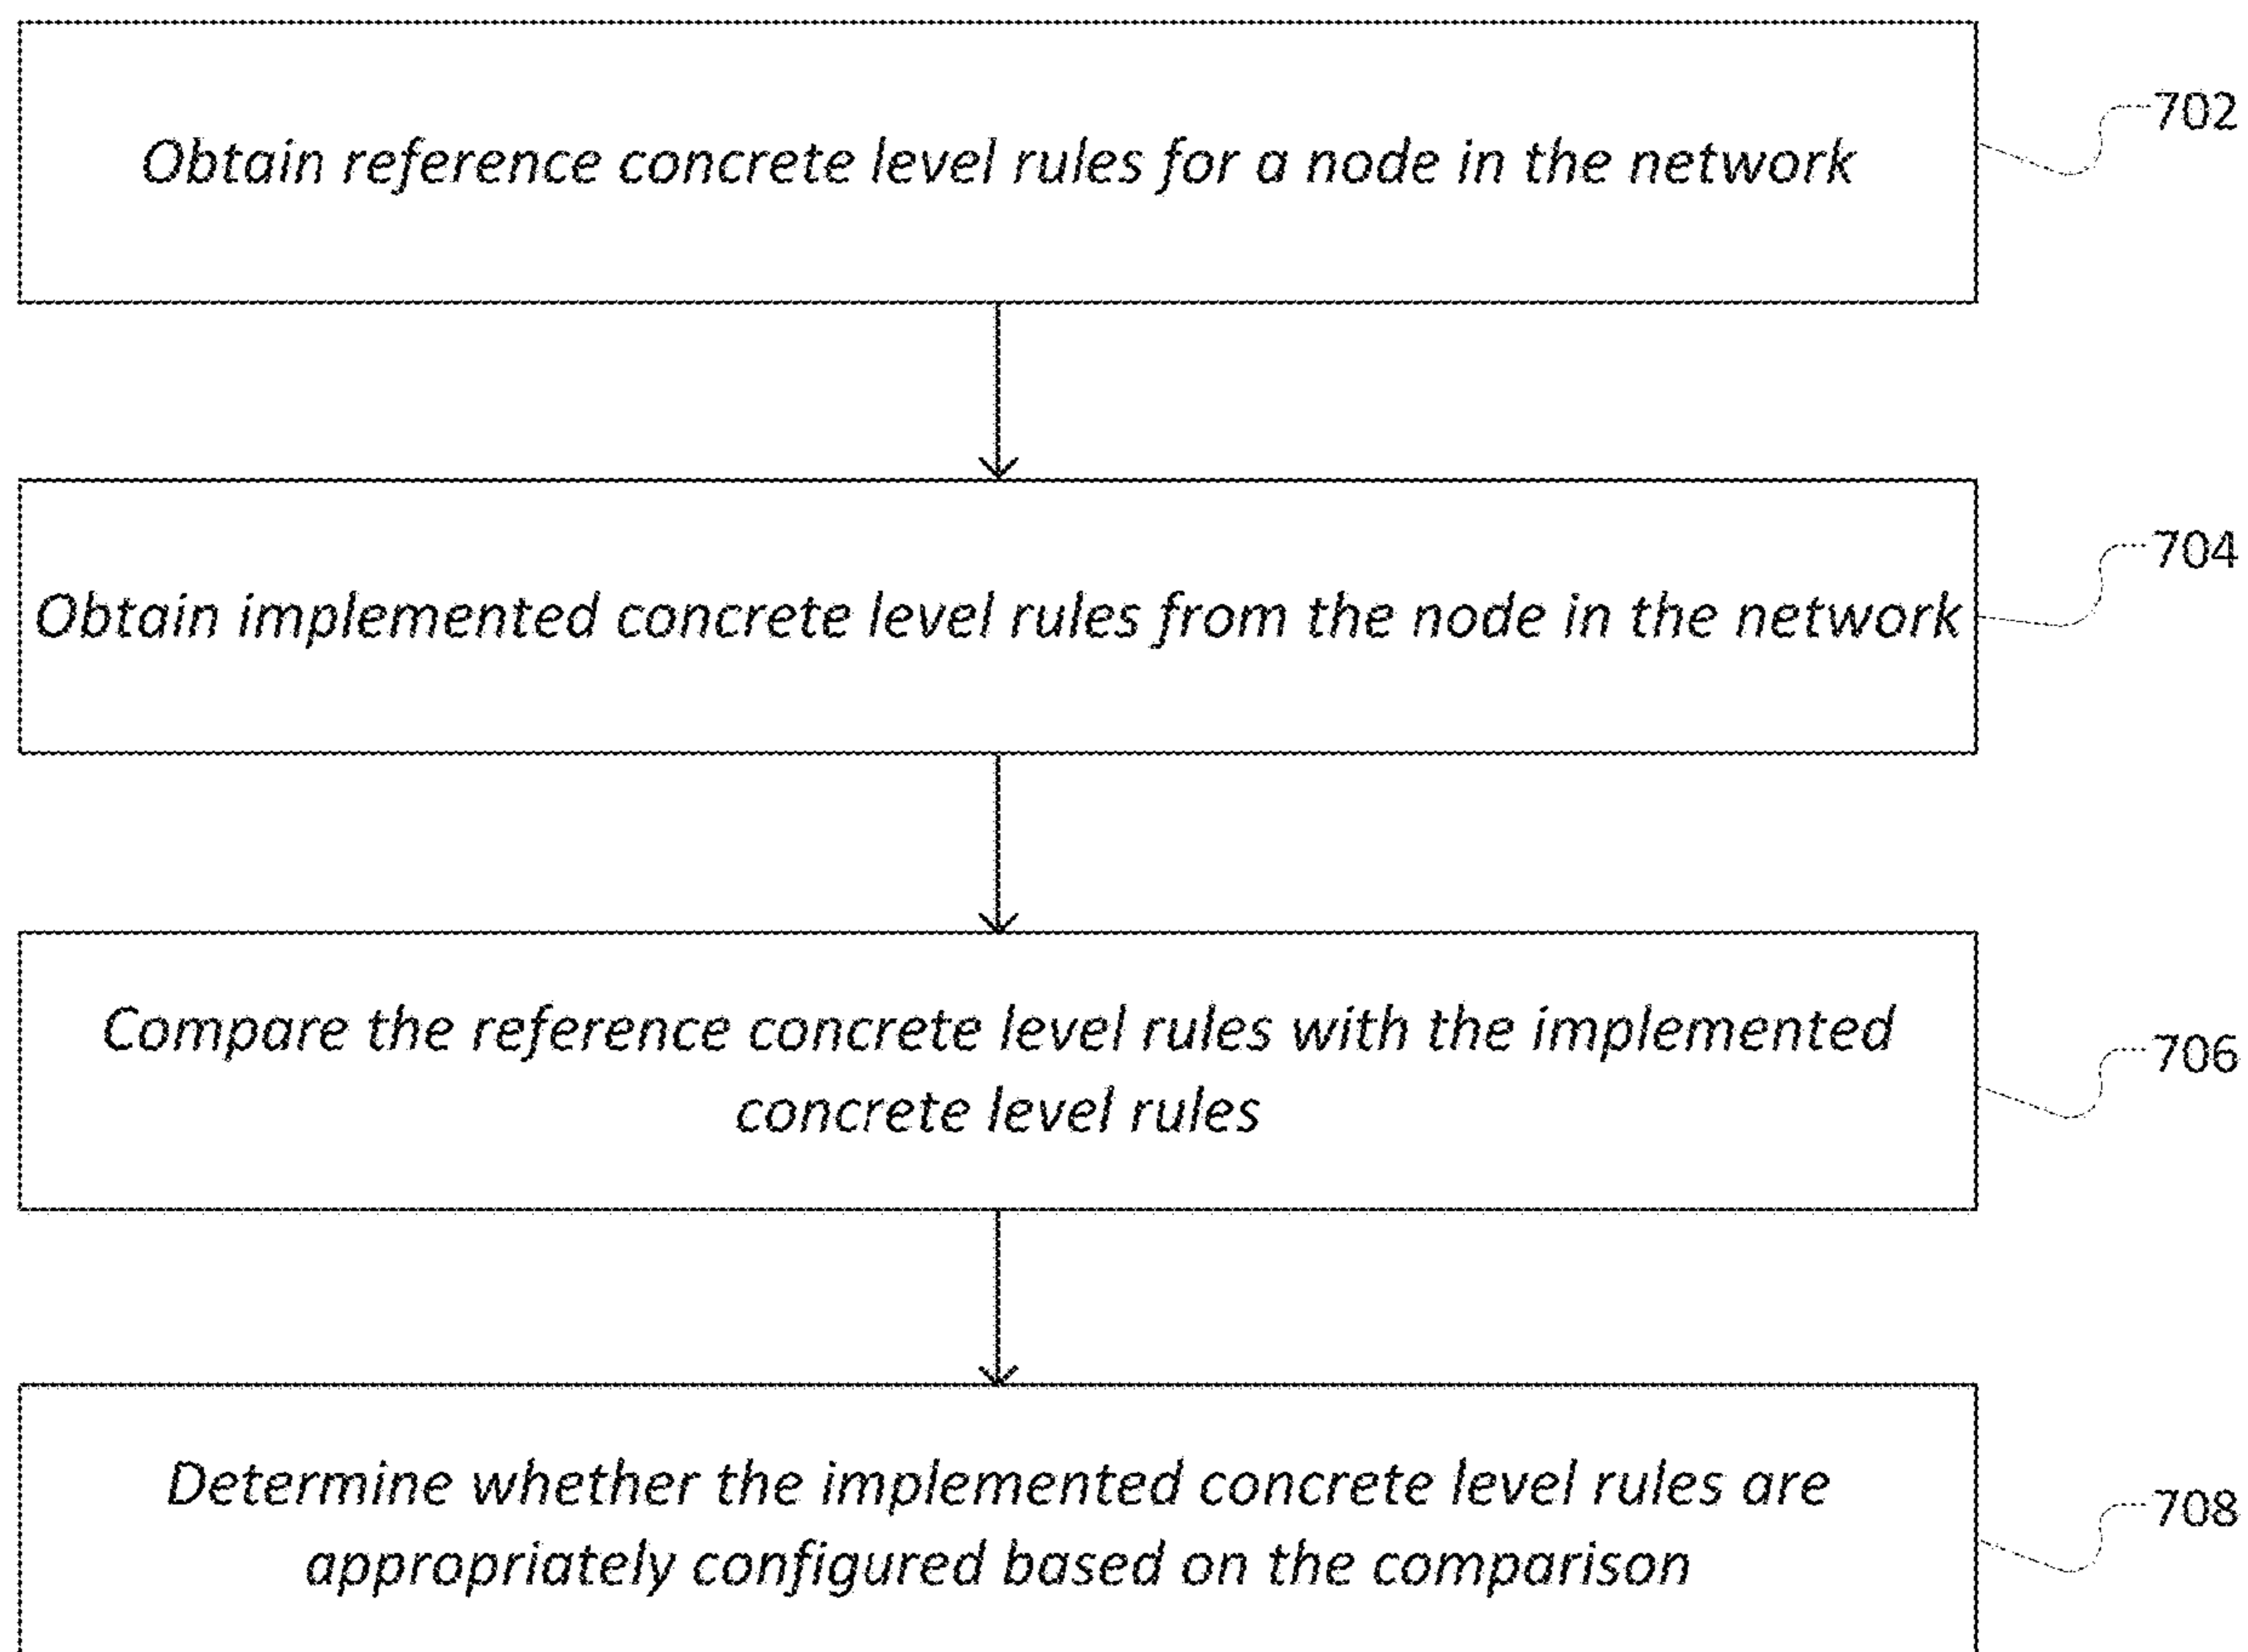 Obtain reference concrete level rules for a node in the network
702
Obtain implemented concrete level rules from the node in the network
704
Compare the reference concrete level rules with the implemented
concrete level rules
706
Determine whether the implemented concrete level rules are
appropriately configured based on the comparison
708